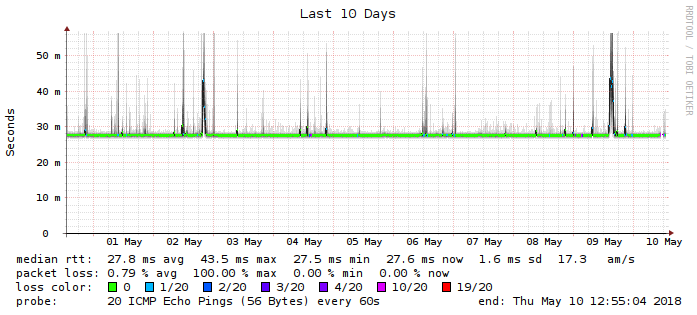 Last 10 Days
RRDTOOL / TOBI OETIKER
Seconds
50 m
40 m
30 m
20 m
10 m
0
01 May 02 May 03 May 04 May 05 May 06 May 07 May 08 May 09 May 10 May
median rtt: 27.8 ms avg 43.5 ms max 27.5 ms min 27.6 ms now 1.6 ms sd 17.3 am/s
packet loss: 0.79 % avg 100.00 % max 0.00 % min 0.00 % now
loss color: 0 1/20 2/20 3/20 4/20 10/20 19/20
probe: 20 ICMP Echo Pings (56 Bytes) every 60s end: Thu May 10 12:55:04 2018